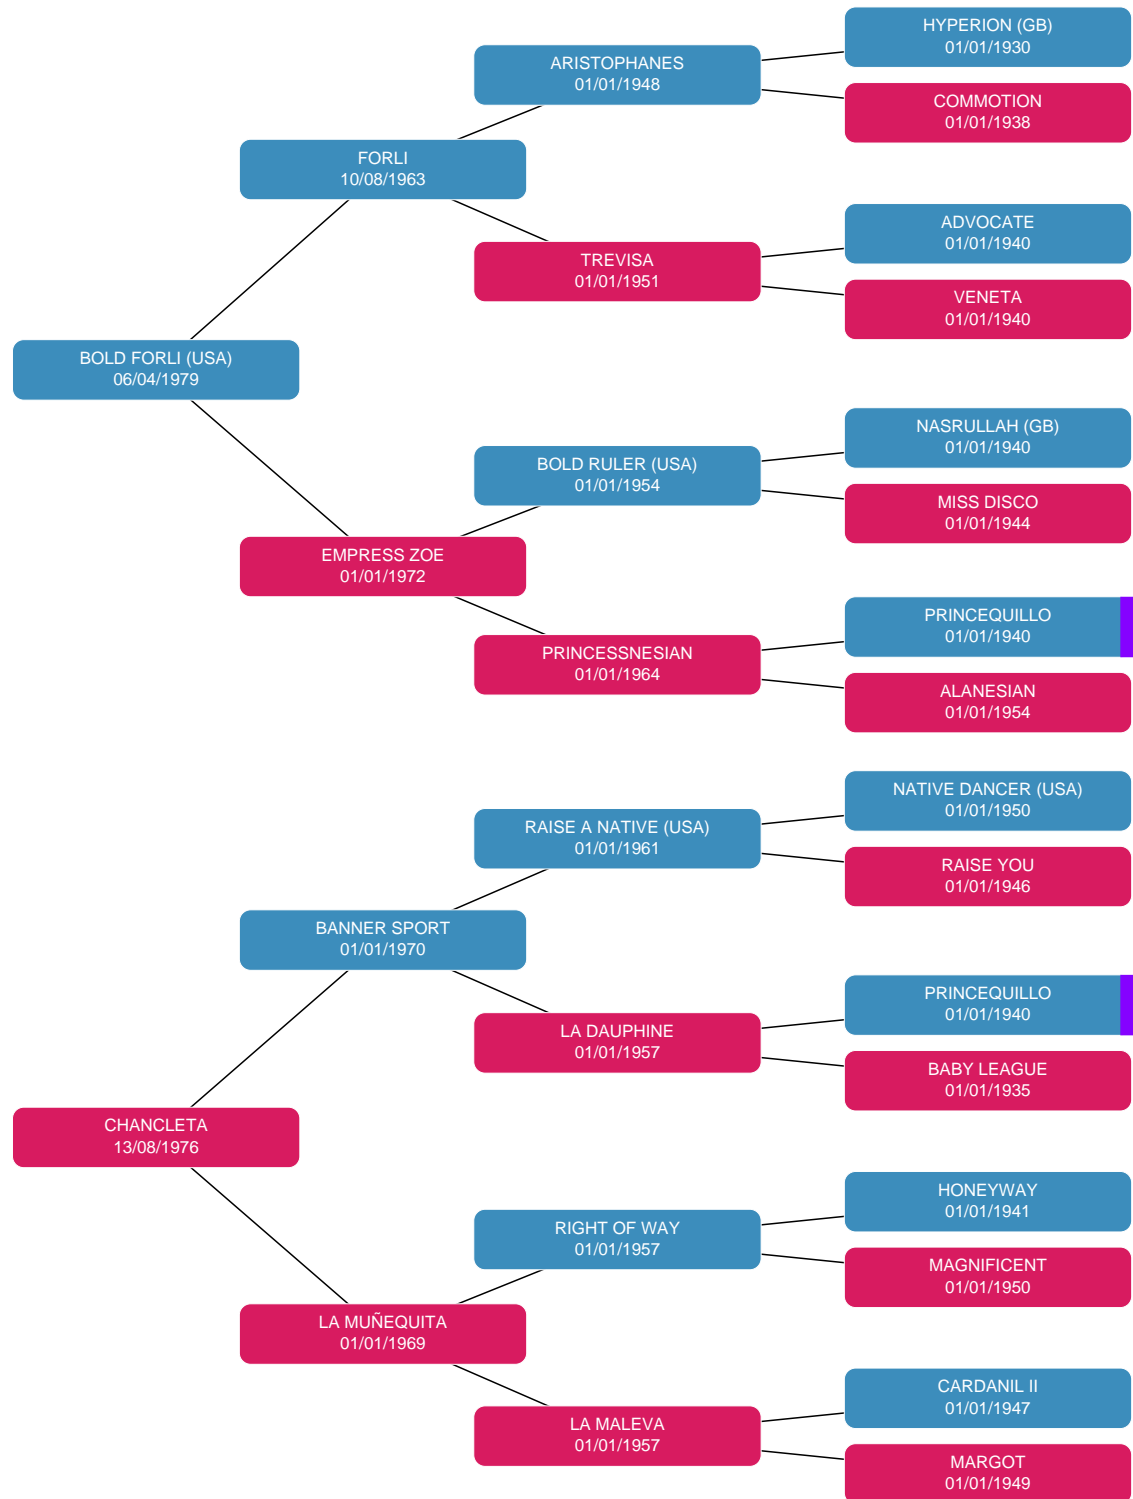 HYPERION (GB)
01/01/1930
ARISTOPHANES
01/01/1948
COMMOTION
01/01/1938
FORLI
10/08/1963
ADVOCATE
01/01/1940
TREVISA
01/01/1951
VENETA
01/01/1940
BOLD FORLI (USA)
06/04/1979
NASRULLAH (GB)
01/01/1940
BOLD RULER (USA)
01/01/1954
MISS DISCO
01/01/1944
EMPRESS ZOE
01/01/1972
PRINCEQUILLO
01/01/1940
PRINCESSNESIAN
01/01/1964
ALANESIAN
01/01/1954
NATIVE DANCER (USA)
01/01/1950
RAISE A NATIVE (USA)
01/01/1961
RAISE YOU
01/01/1946
BANNER SPORT
01/01/1970
PRINCEQUILLO
01/01/1940
LA DAUPHINE
01/01/1957
BABY LEAGUE
01/01/1935
CHANCLETA
13/08/1976
HONEYWAY
01/01/1941
RIGHT OF WAY
01/01/1957
MAGNIFICENT
01/01/1950
LA MUÑEQUITA
01/01/1969
CARDANIL II
01/01/1947
LA MALEVA
01/01/1957
MARGOT
01/01/1949